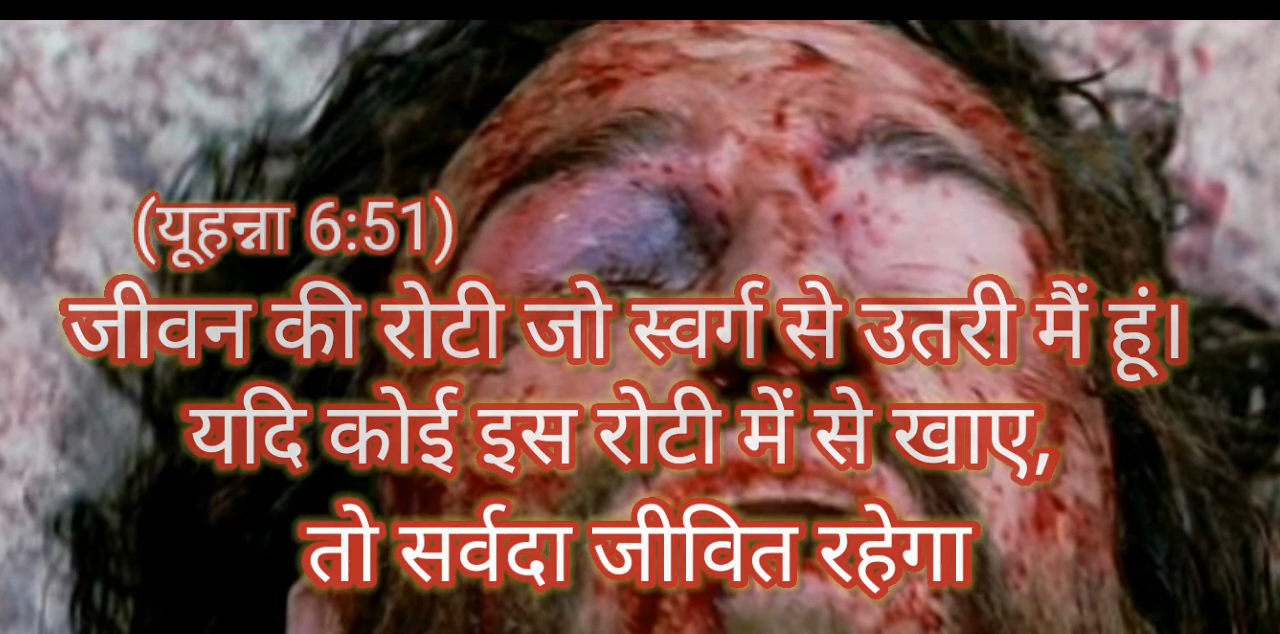 (यूहन्ना 6:51)
जीवन की रोटी जो स्वर्ग से उतरी मैं हूं।
यदि कोई इस रोटी में से खाए,
तो सर्वदा जीवित रहेगा